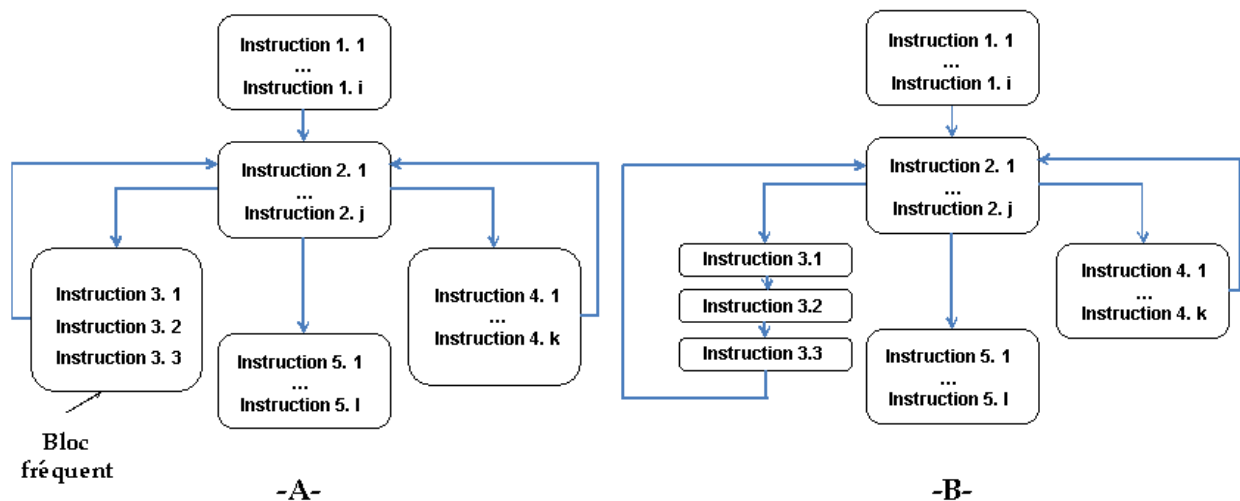 Instruction 1. 1
...
Instruction 1. i
Instruction 2. 1
...
Instruction 2. j
Instruction 3. 1
Instruction 3. 2
Instruction 3. 3
Instruction 4. 1
...
Instruction 4. k
Instruction 5. 1
...
Instruction 5. l
Bloc
fréquent
-A-
Instruction 1. 1
...
Instruction 1. i
Instruction 2. 1
...
Instruction 2. j
Instruction 3.1
Instruction 3.2
Instruction 3.3
Instruction 4. 1
...
Instruction 4. k
Instruction 5. 1
...
Instruction 5. l
-B-